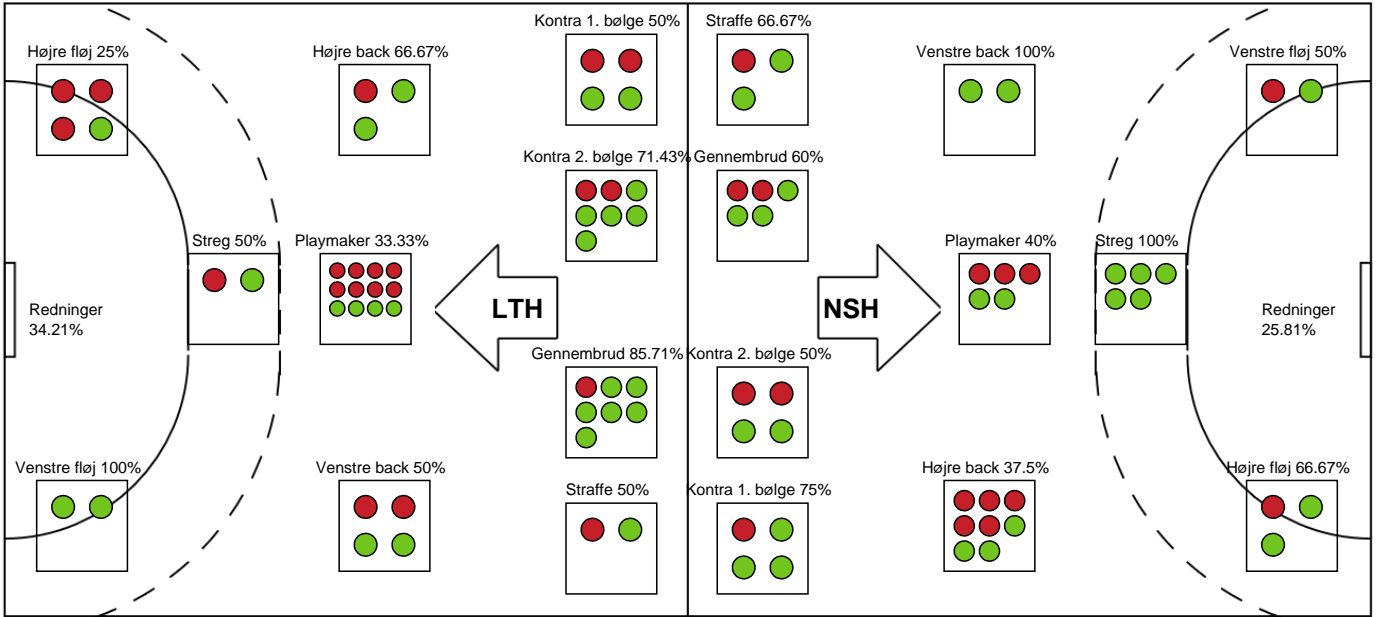 Kontra 1. bølge 50%
Straffe 66.67%
Højre fløj 25%
Højre back 66.67%
Venstre back 100%
Venstre fløj 50%
Kontra 2. bølge 71.43%
Gennembrud 60%
Streg 50%
Playmaker 33.33%
Playmaker 40%
Streg 100%
Redninger
34.21%
LTH
NSH
Redninger
25.81%
Gennembrud 85.71%
Kontra 2. bølge 50%
Venstre fløj 100%
Venstre back 50%
Straffe 50%
Kontra 1. bølge 75%
Højre back 37.5%
Højre fløj 66.67%